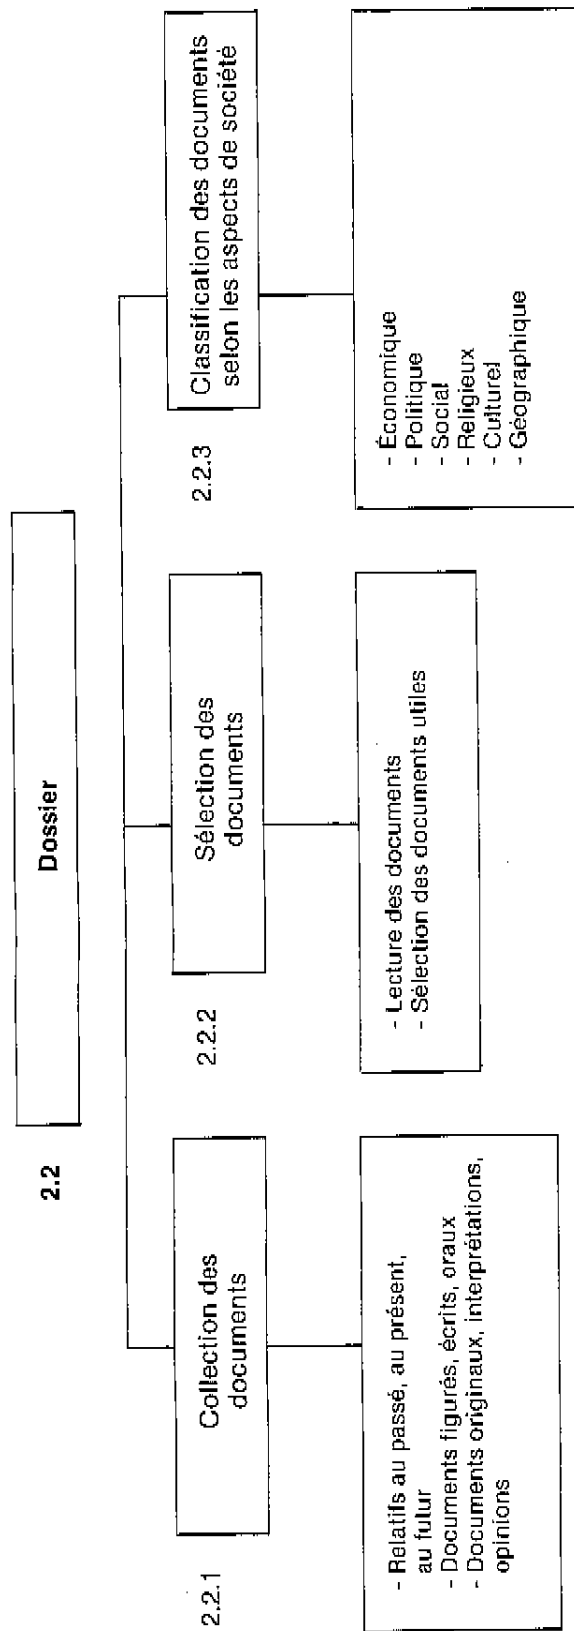 2.2
Dossier
2.2.1
Collection des
documents
- Relatifs au passé, au présent,
au futur
- Documents figurés, écrits, oraux
- Documents originaux, interprétations,
opinions
2.2.2
Sélection des
documents
- Lecture des documents
- Sélection des documents utiles
2.2.3
Classification des documents
selon les aspects de société
- Économique
- Politique
- Social
- Religieux
- Culturel
- Géographique